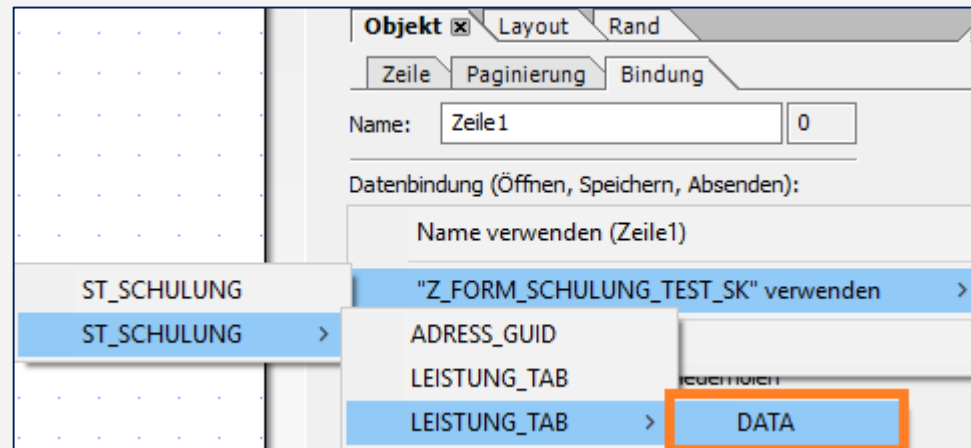 Objekt Layout Rand
Zeile Paginierung Bindung
Name: Zeile1 0
Datenbindung (Öffnen, Speichern, Absenden):
Name verwenden (Zeile1)
ST_SCHULUNG "Z_FORM_SCHULUNG_TEST_SK" verwenden >
ST_SCHULUNG > ADRESS_GUID
LEISTUNG_TAB
LEISTUNG_TAB > DATA